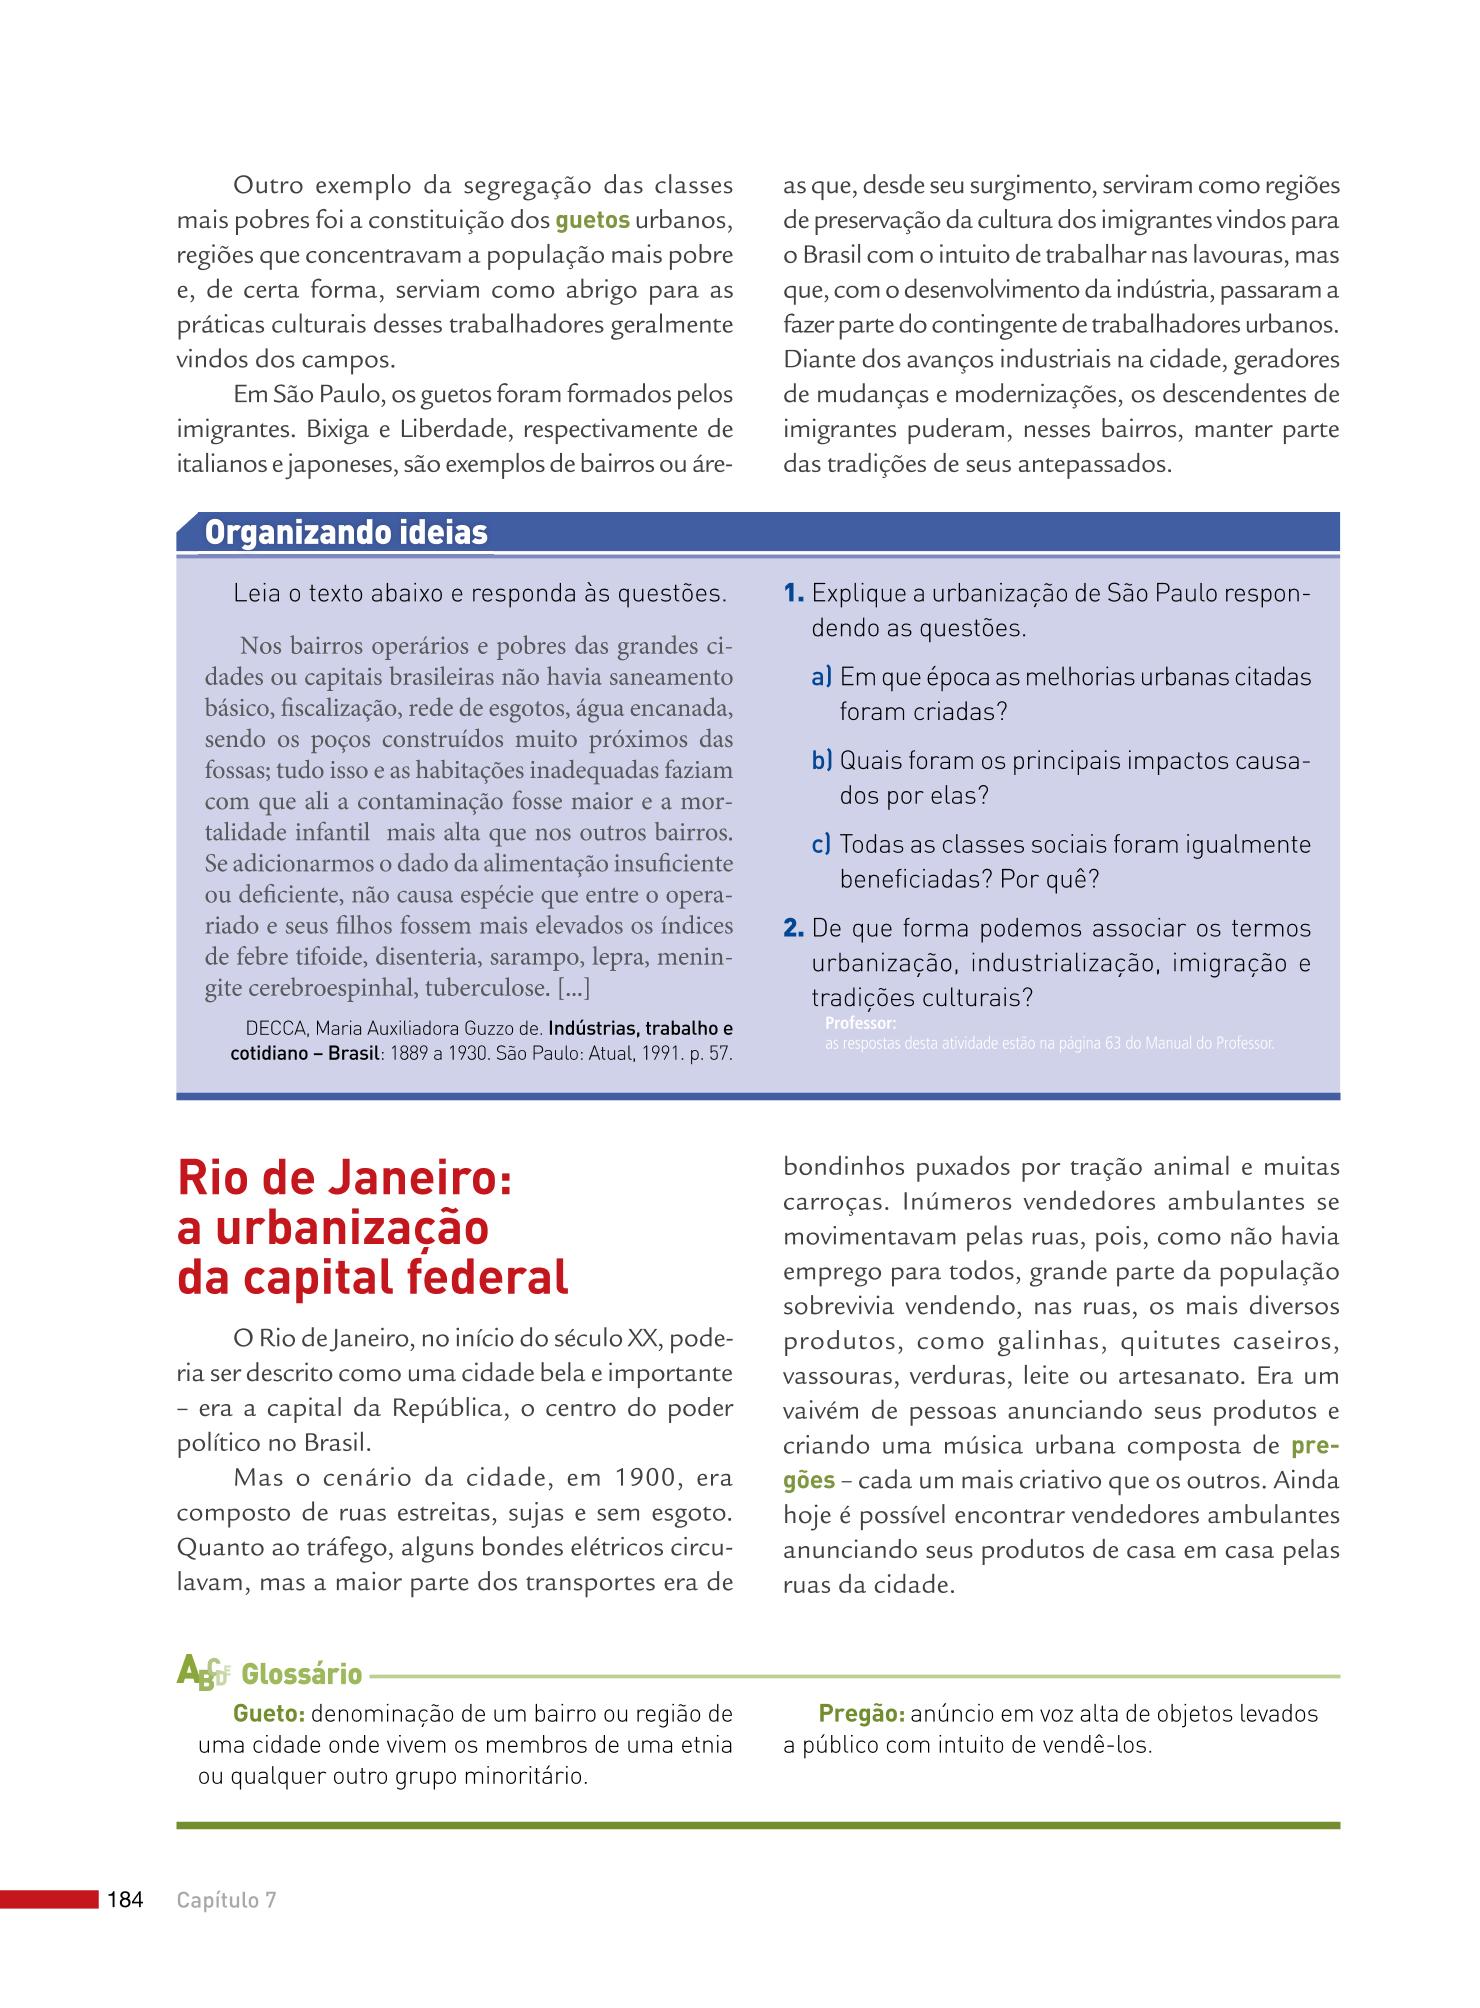 Outro exemplo da segregação das classes
mais pobres foi a constituição dos guetos urbanos,
regiões que concentravam a população mais pobre
e, de certa forma, serviam como abrigo para as
práticas culturais desses trabalhadores geralmente
vindos dos campos.
Em São Paulo, os guetos foram formados pelos
imigrantes. Bixiga e Liberdade, respectivamente de
italianos e japoneses, são exemplos de bairros ou áre-
as que, desde seu surgimento, serviram como regiões
de preservação da cultura dos imigrantes vindos para
o Brasil com o intuito de trabalhar nas lavouras, mas
que, com o desenvolvimento da indústria, passaram a
fazer parte do contingente de trabalhadores urbanos.
Diante dos avanços industriais na cidade, geradores
de mudanças e modernizações, os descendentes de
imigrantes puderam, nesses bairros, manter parte
das tradições de seus antepassados.
Organizando ideias
Leia o texto abaixo e responda às questões.
Nos bairros operários e pobres das grandes ci-
dades ou capitais brasileiras não havia saneamento
básico, fiscalização, rede de esgotos, água encanada,
sendo os poços construídos muito próximos das
fossas; tudo isso e as habitações inadequadas faziam
com que ali a contaminação fosse maior e a mor-
talidade infantil mais alta que nos outros bairros.
Se adicionarmos o dado da alimentação insuficiente
ou deficiente, não causa espécie que entre o opera-
riado e seus filhos fossem mais elevados os índices
de febre tifoide, disenteria, sarampo, lepra, menin-
gite cerebroespinhal, tuberculose. [...]
DECCA, Maria Auxiliadora Guzzo de. Indústrias, trabalho e
cotidiano – Brasil: 1889 a 1930. São Paulo: Atual, 1991. p. 57.
1. Explique a urbanização de São Paulo respon-
dendo as questões.
a) Em que época as melhorias urbanas citadas
foram criadas?
b) Quais foram os principais impactos causa-
dos por elas?
c) Todas as classes sociais foram igualmente
beneficiadas? Por quê?
2. De que forma podemos associar os termos
urbanização, industrialização, imigração e
tradições culturais?
Professor:
as respostas desta atividade estão na página 63 do Manual do Professor.
Rio de Janeiro:
a urbanização
da capital federal
O Rio de Janeiro, no início do século XX, pode-
ria ser descrito como uma cidade bela e importante
– era a capital da República, o centro do poder
político no Brasil.
Mas o cenário da cidade, em 1900, era
composto de ruas estreitas, sujas e sem esgoto.
Quanto ao tráfego, alguns bondes elétricos circu-
lavam, mas a maior parte dos transportes era de
bondinhos puxados por tração animal e muitas
carroças. Inúmeros vendedores ambulantes se
movimentavam pelas ruas, pois, como não havia
emprego para todos, grande parte da população
sobrevivia vendendo, nas ruas, os mais diversos
produtos, como galinhas, quitutes caseiros,
vassouras, verduras, leite ou artesanato. Era um
vaivém de pessoas anunciando seus produtos e
criando uma música urbana composta de pre-
gões – cada um mais criativo que os outros. Ainda
hoje é possível encontrar vendedores ambulantes
anunciando seus produtos de casa em casa pelas
ruas da cidade.
ABCDE Glossário
Gueto: denominação de um bairro ou região de
uma cidade onde vivem os membros de uma etnia
ou qualquer outro grupo minoritário.
Pregão: anúncio em voz alta de objetos levados
a público com intuito de vendê-los.
184 Capítulo 7